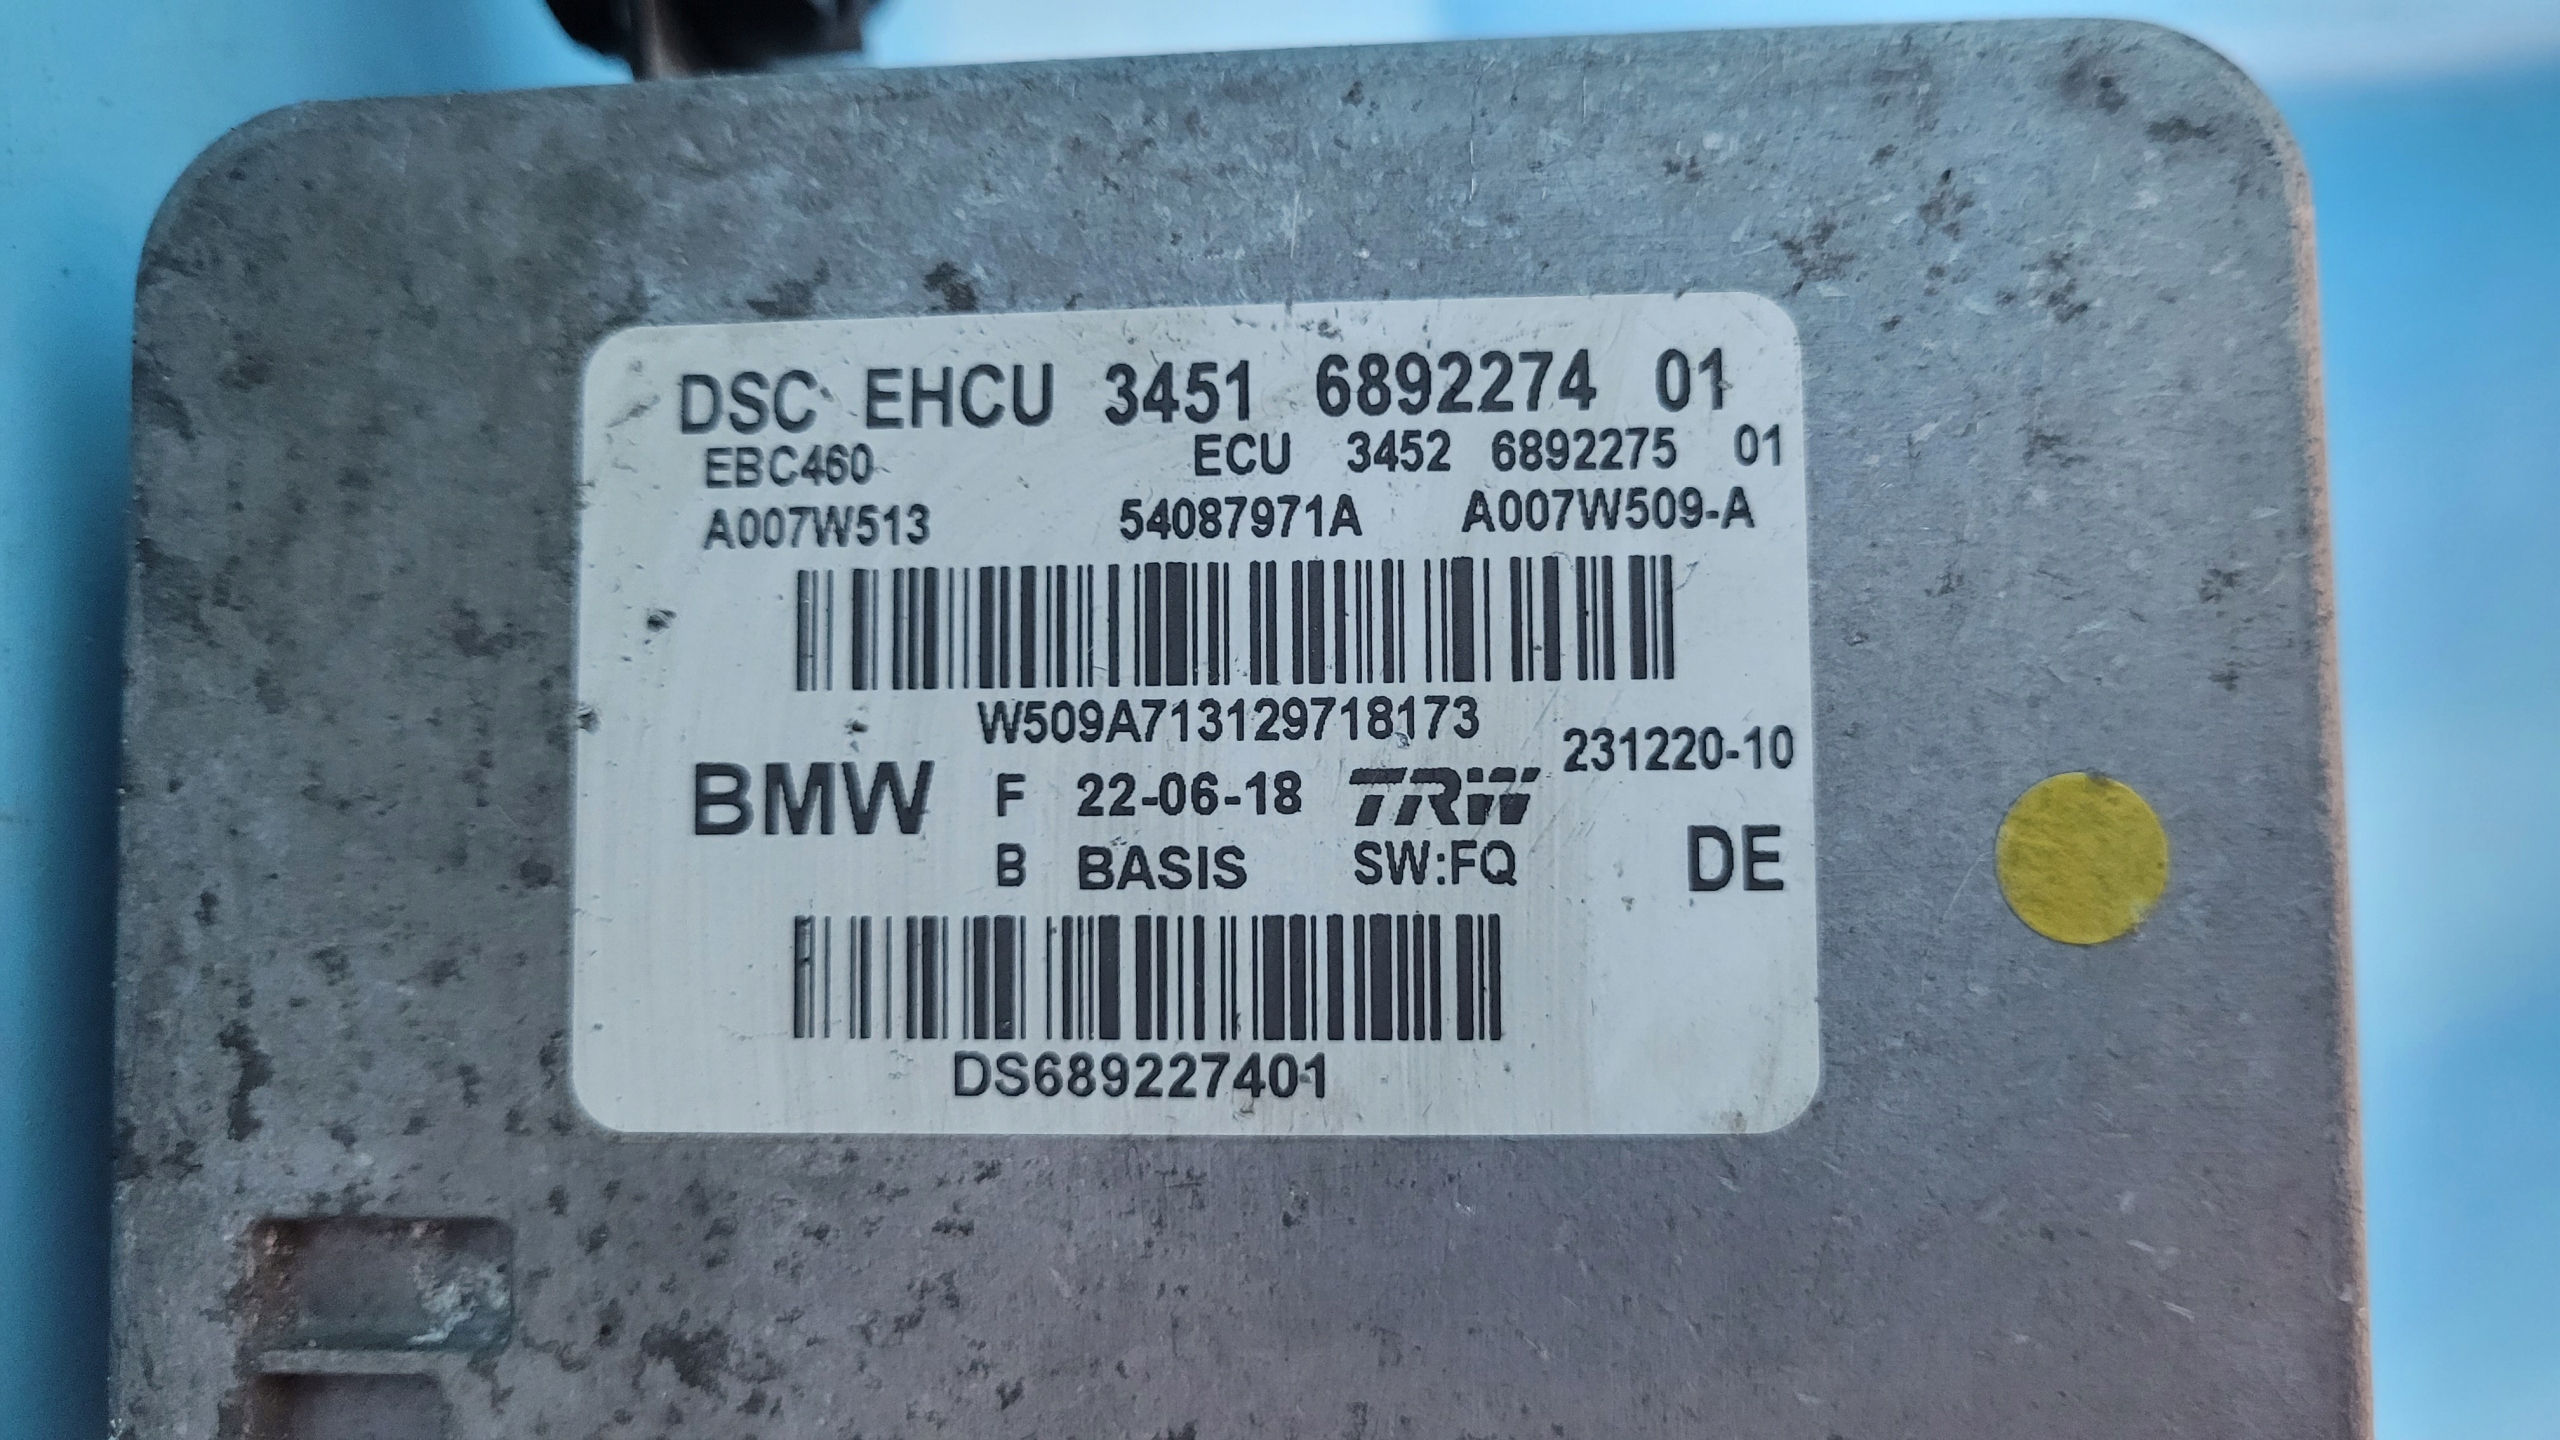 DSC EHCU 3451 6892274 01
EBC460 ECU 3452 6892275 01
A007W513 54087971A A007W509-A
W509A713129718173
231220-10
BMW F 22-06-18 TRW
B BASIS SW:FQ DE
DS689227401